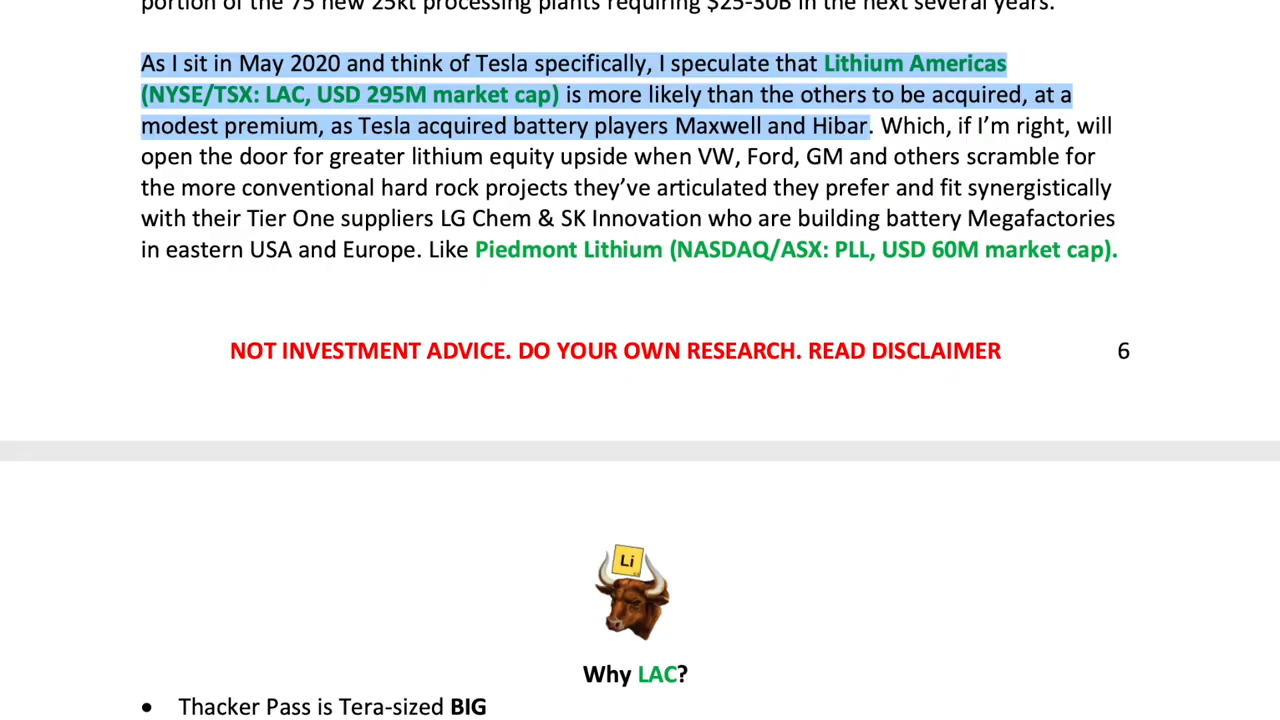 portion of the 75 new 25kt processing plants requiring $25-30B in the next several years.
As I sit in May 2020 and think of Tesla specifically, I speculate that Lithium Americas
(NYSE/TSX: LAC, USD 295M market cap) is more likely than the others to be acquired, at a
modest premium, as Tesla acquired battery players Maxwell and Hibar. Which, if I’m right, will
open the door for greater lithium equity upside when VW, Ford, GM and others scramble for
the more conventional hard rock projects they’ve articulated they prefer and fit synergistically
with their Tier One suppliers LG Chem & SK Innovation who are building battery Megafactories
in eastern USA and Europe. Like Piedmont Lithium (NASDAQ/ASX: PLL, USD 60M market cap).
NOT INVESTMENT ADVICE. DO YOUR OWN RESEARCH. READ DISCLAIMER 6
Li
Why LAC?
• Thacker Pass is Tera-sized BIG